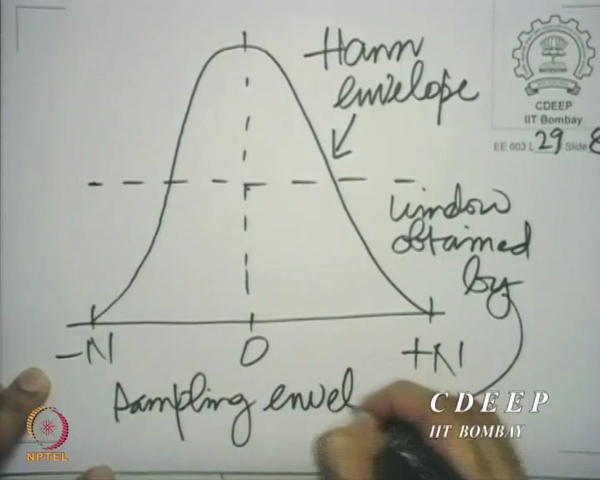 Hann
envelope
CDEEP
IIT Bombay
EE 603 L 29 Slide 8
window
obtained
by
-N
0
+N
Sampling envel
CDEEP
IIT BOMBAY
NPTEL